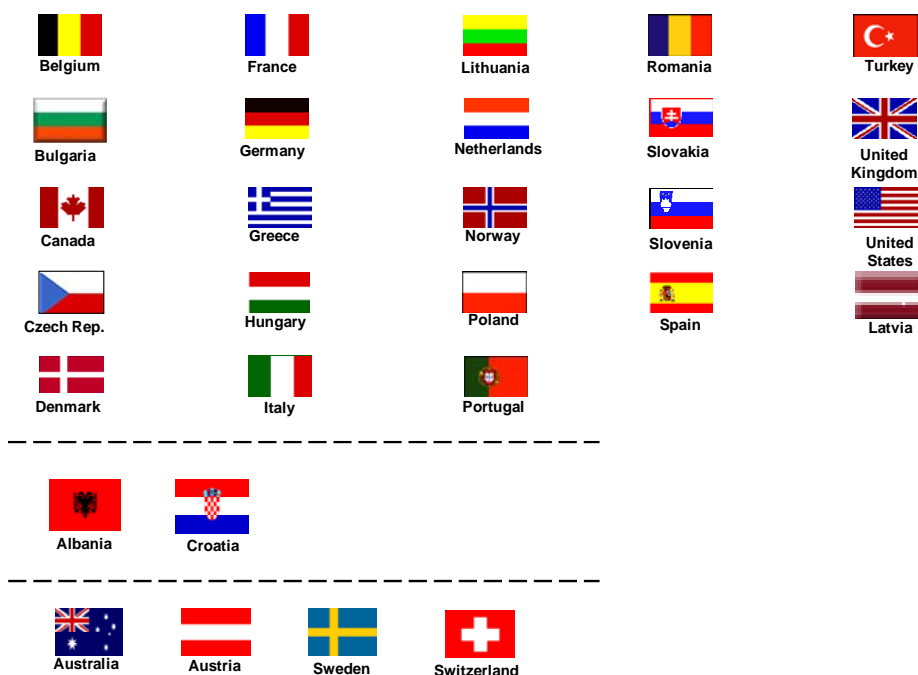 Belgium France Lithuania Romania Turkey
Bulgaria Germany Netherlands Slovakia United
Kingdom
Canada Greece Norway Slovenia United
States
Czech Rep. Hungary Poland Spain Latvia
Denmark Italy Portugal
Albania Croatia
Australia Austria Sweden Switzerland